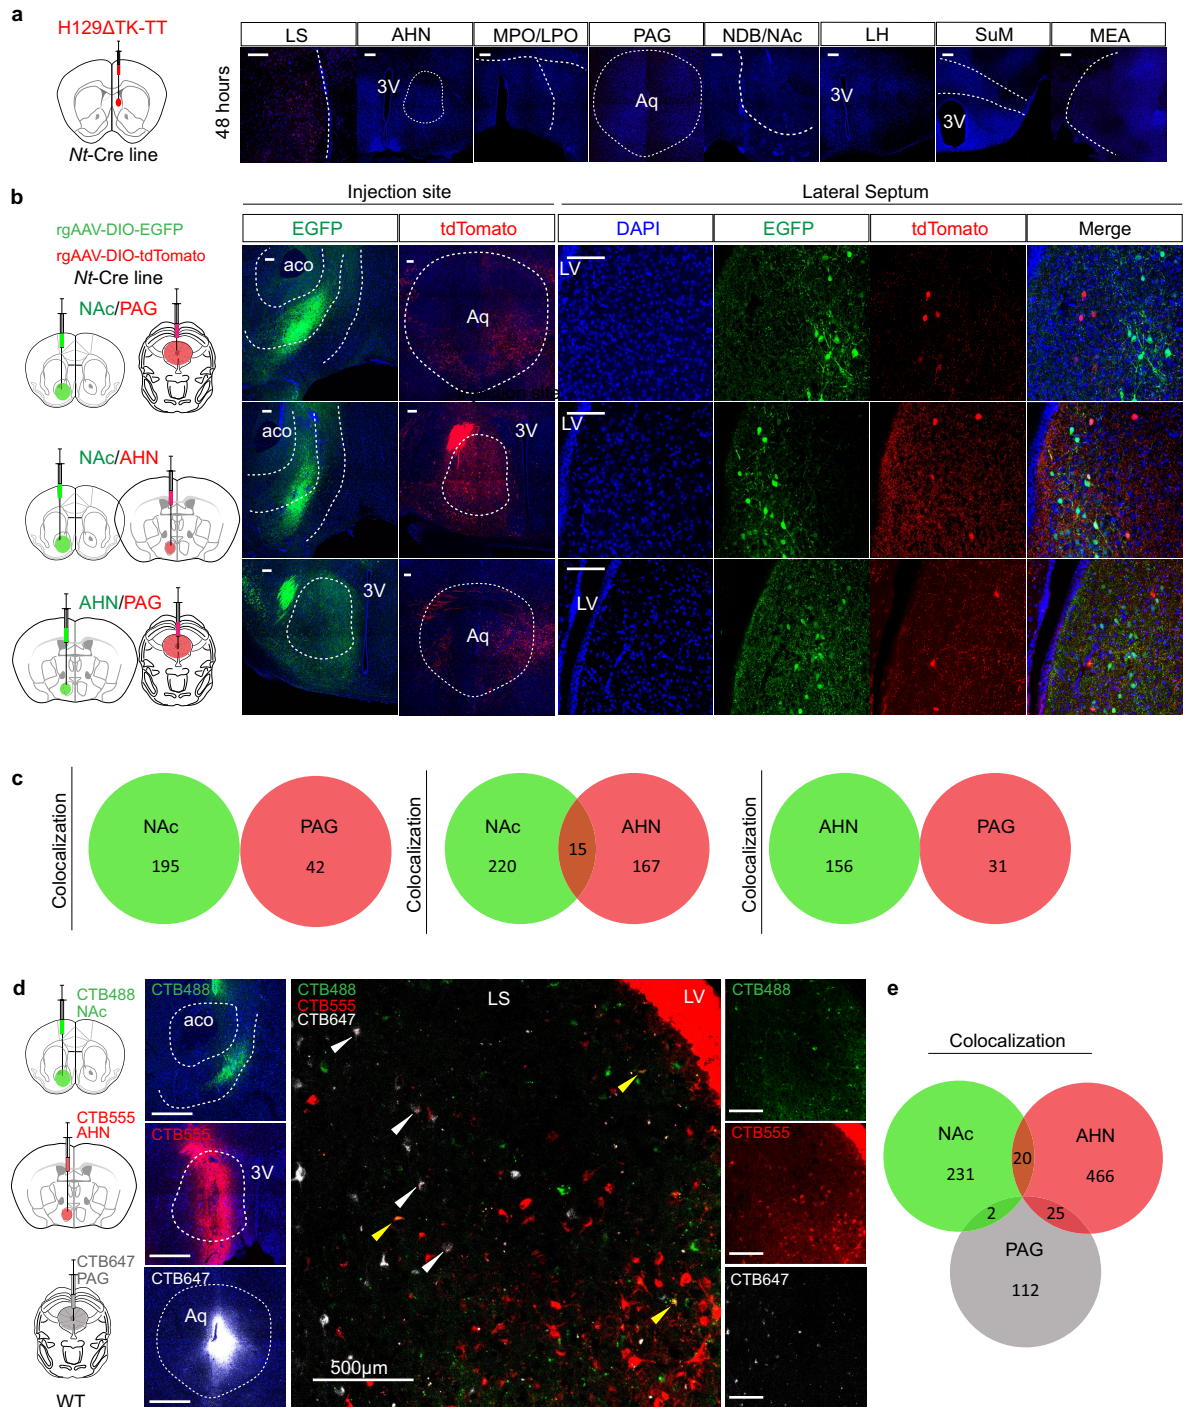 a
H129ΔTK-TT
Nt-Cre line
48 hours
LS AHN MPO/LPO PAG NDB/NAc LH SuM MEA
3V Aq 3V 3V
b
Injection site Lateral Septum
rgAAV-DIO-EGFP
rgAAV-DIO-tdTomato
Nt-Cre line
EGFP tdTomato DAPI EGFP tdTomato Merge
NAc/PAG
aco Aq LV
NAc/AHN
aco 3V LV
AHN/PAG
3V Aq LV
c
Colocalization
NAc PAG
195 42
Colocalization
NAc AHN
220 15 167
Colocalization
AHN PAG
156 31
d
CTB488
NAc
CTB555
AHN
CTB647
PAG
WT
CTB488
aco
CTB555
3V
CTB647
Aq
CTB488
CTB555
CTB647
LS LV
500µm
CTB488
CTB555
CTB647
e
Colocalization
NAc AHN
231 20 466
2 25
PAG
112